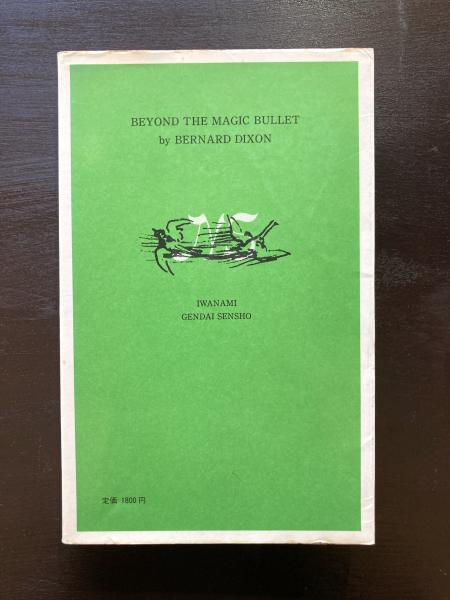 BEYOND THE MAGIC BULLET
by BERNARD DIXON
IWANAMI
GENDAI SENSHO
定価 1800円